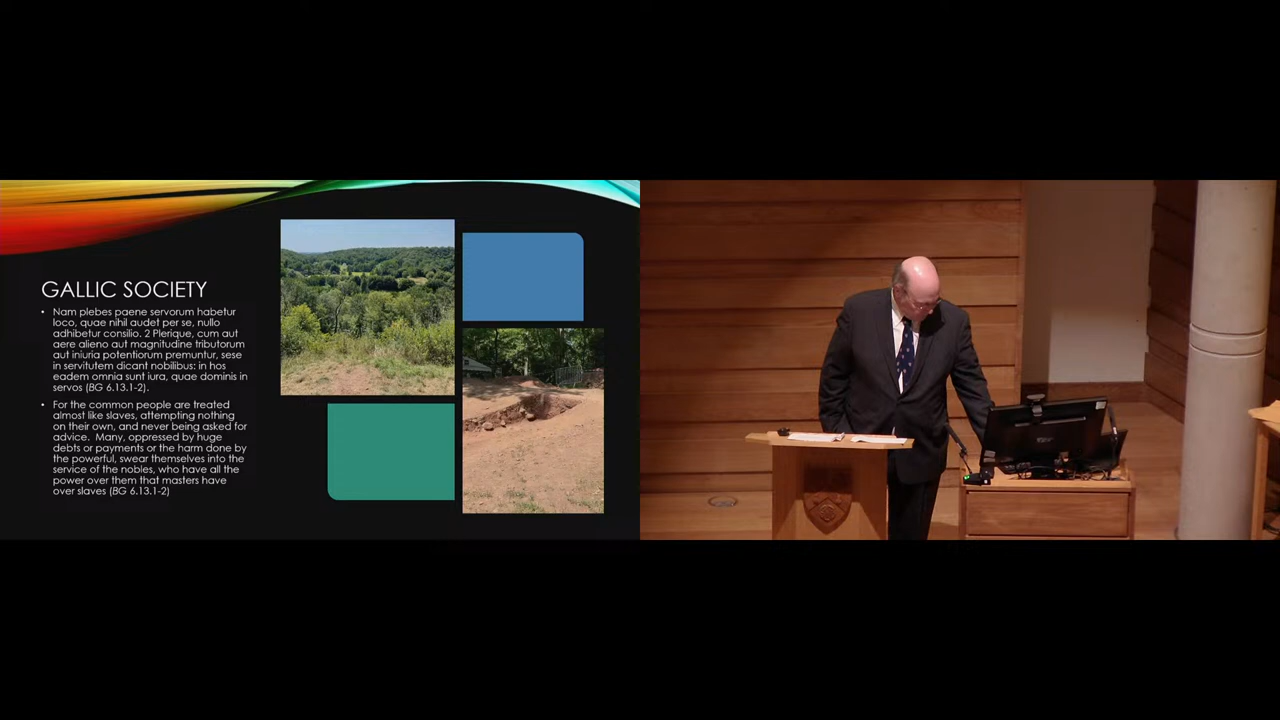 GALLIC SOCIETY
• Nam plebes paene servorum habetur
loco, quae nihil audet per se, nullo
adhibetur consilio. 2 Plerique, cum aut
aere alieno aut magnitudine tributorum
aut iniuria potentiorum premuntur, sese
in servitutem dicant nobilibus: in hos
eadem omnia sunt iura, quae dominis in
servos (BG 6.13.1-2).
• For the common people are treated
almost like slaves, attempting nothing
on their own, and never being asked for
advice. Many, oppressed by huge
debts or payments or the harm done by
the powerful, swear themselves into the
service of the nobles, who have all the
power over them that masters have
over slaves (BG 6.13.1-2)